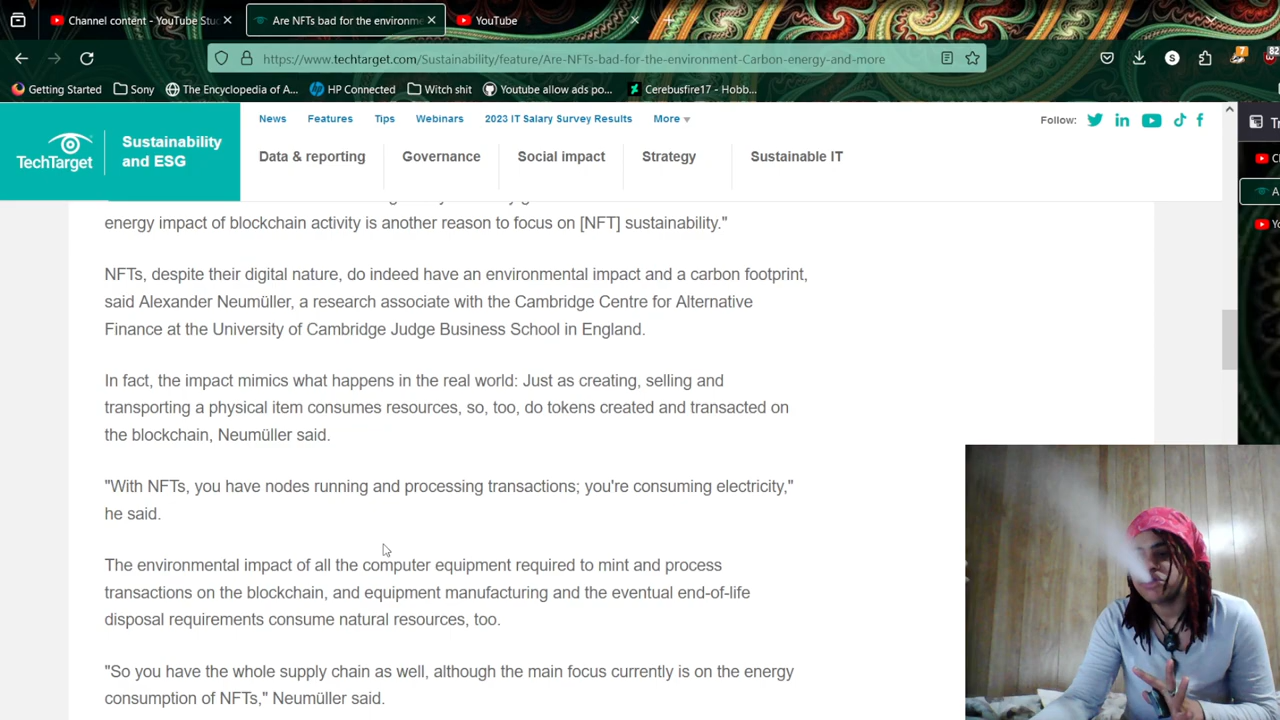 Channel content - YouTube Stu
Are NFTs bad for the environme
YouTube
https://www.techtarget.com/Sustainability/feature/Are-NFTs-bad-for-the-environment-Carbon-energy-and-more
S
7
82
Getting Started
Sony
The Encyclopedia of A...
HP Connected
Witch shit
Youtube allow ads po...
Cerebusfire17 - Hobb...
TechTarget
Sustainability
and ESG
News
Features
Tips
Webinars
2023 IT Salary Survey Results
More
Follow:
Data & reporting
Governance
Social impact
Strategy
Sustainable IT
Tr
energy impact of blockchain activity is another reason to focus on [NFT] sustainability."
NFTs, despite their digital nature, do indeed have an environmental impact and a carbon footprint,
said Alexander Neumüller, a research associate with the Cambridge Centre for Alternative
Finance at the University of Cambridge Judge Business School in England.
In fact, the impact mimics what happens in the real world: Just as creating, selling and
transporting a physical item consumes resources, so, too, do tokens created and transacted on
the blockchain, Neumüller said.
"With NFTs, you have nodes running and processing transactions; you're consuming electricity,"
he said.
The environmental impact of all the computer equipment required to mint and process
transactions on the blockchain, and equipment manufacturing and the eventual end-of-life
disposal requirements consume natural resources, too.
"So you have the whole supply chain as well, although the main focus currently is on the energy
consumption of NFTs," Neumüller said.